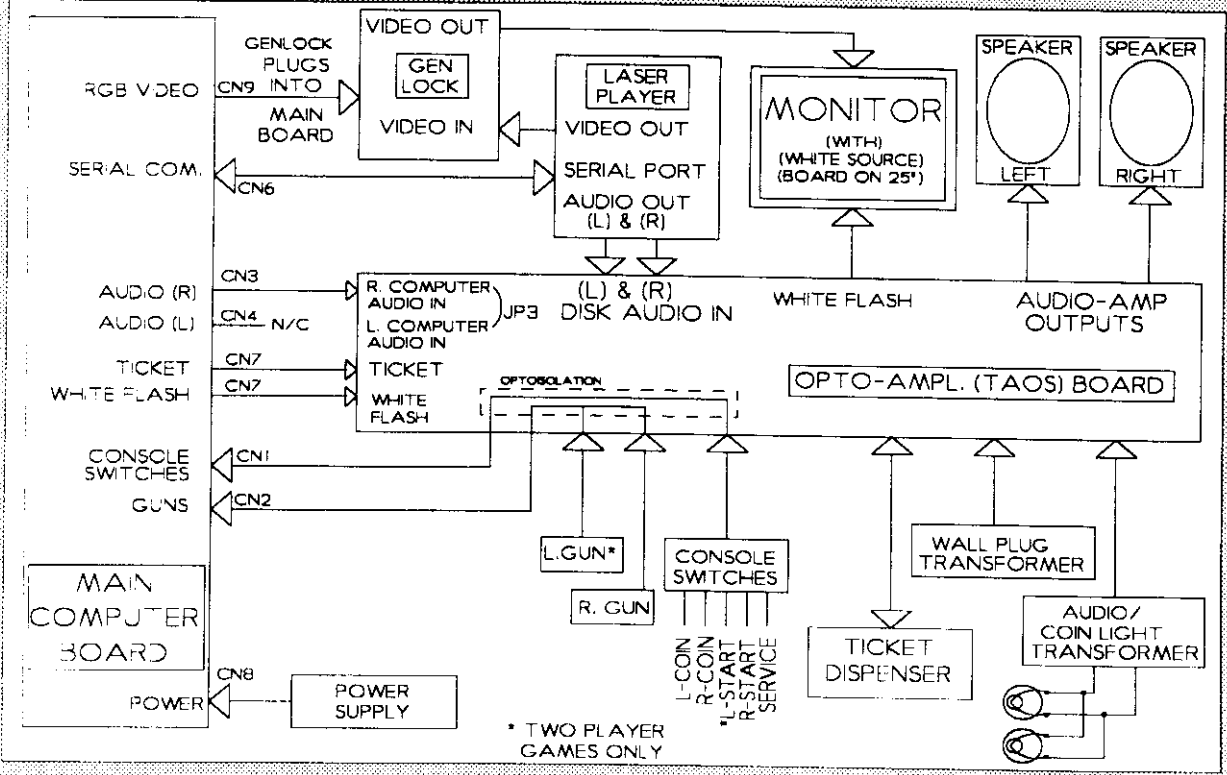 RGB VIDEO
CN9
GENLOCK
PLUGS
INTO
MAIN
BOARD
VIDEO OUT
GEN
LOCK
VIDEO IN
LASER
PLAYER
VIDEO OUT
SERIAL PORT
AUDIO OUT
(L) & (R)
MONITOR
(WITH)
(WHITE SOURCE)
(BOARD ON 25")
SPEAKER
LEFT
SPEAKER
RIGHT
SERIAL COM.
CN6
AUDIO (R)
CN3
AUDIO (L)
CN4
N/C
TICKET
CN7
WHITE FLASH
CN7
R. COMPUTER
AUDIO IN
JP3
L. COMPUTER
AUDIO IN
TICKET
WHITE
FLASH
(L) & (R)
DISK AUDIO IN
WHITE FLASH
AUDIO-AMP
OUTPUTS
OPTOISOLATION
OPTO-AMPL. (TAOS) BOARD
CONSOLE
SWITCHES
CN1
GUNS
CN2
L.GUN*
R. GUN
CONSOLE
SWITCHES
L-COIN
R-COIN
*L-START
R-START
SERVICE
WALL PLUG
TRANSFORMER
TICKET
DISPENSER
AUDIO/
COIN LIGHT
TRANSFORMER
MAIN
COMPUTER
BOARD
POWER
CN8
POWER
SUPPLY
* TWO PLAYER
GAMES ONLY